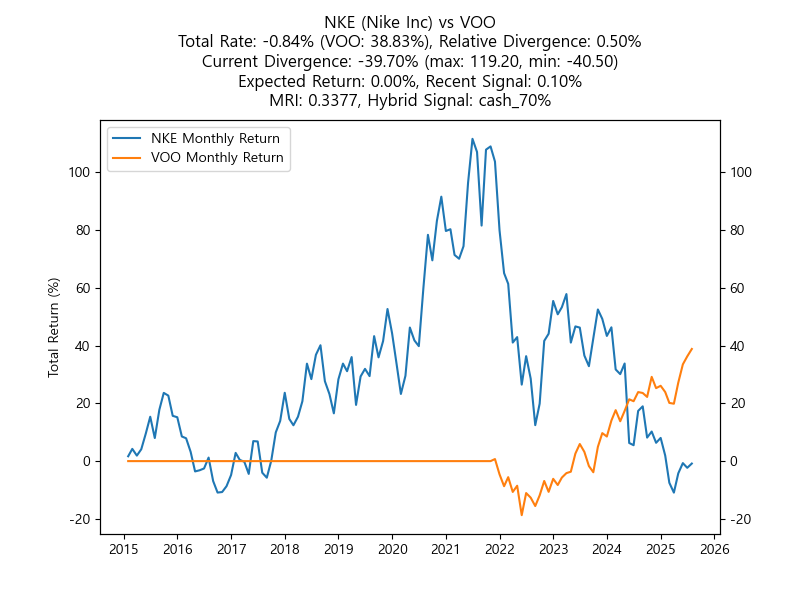 NKE (Nike Inc) vs VOO
Total Rate: -0.84% (VOO: 38.83%), Relative Divergence: 0.50%
Current Divergence: -39.70% (max: 119.20, min: -40.50)
Expected Return: 0.00%, Recent Signal: 0.10%
MRI: 0.3377, Hybrid Signal: cash_70%
NKE Monthly Return
VOO Monthly Return
Total Return (%)
100
80
60
40
20
0
-20
100
80
60
40
20
0
-20
2015 2016 2017 2018 2019 2020 2021 2022 2023 2024 2025 2026